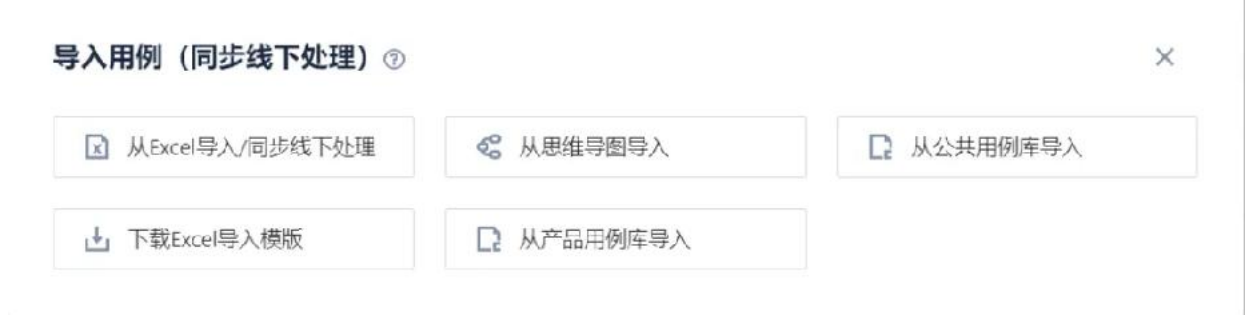 导入用例（同步线下处理）
从Excel导入/同步线下处理
从思维导图导入
从公共用例库导入
下载Excel导入模版
从产品用例库导入